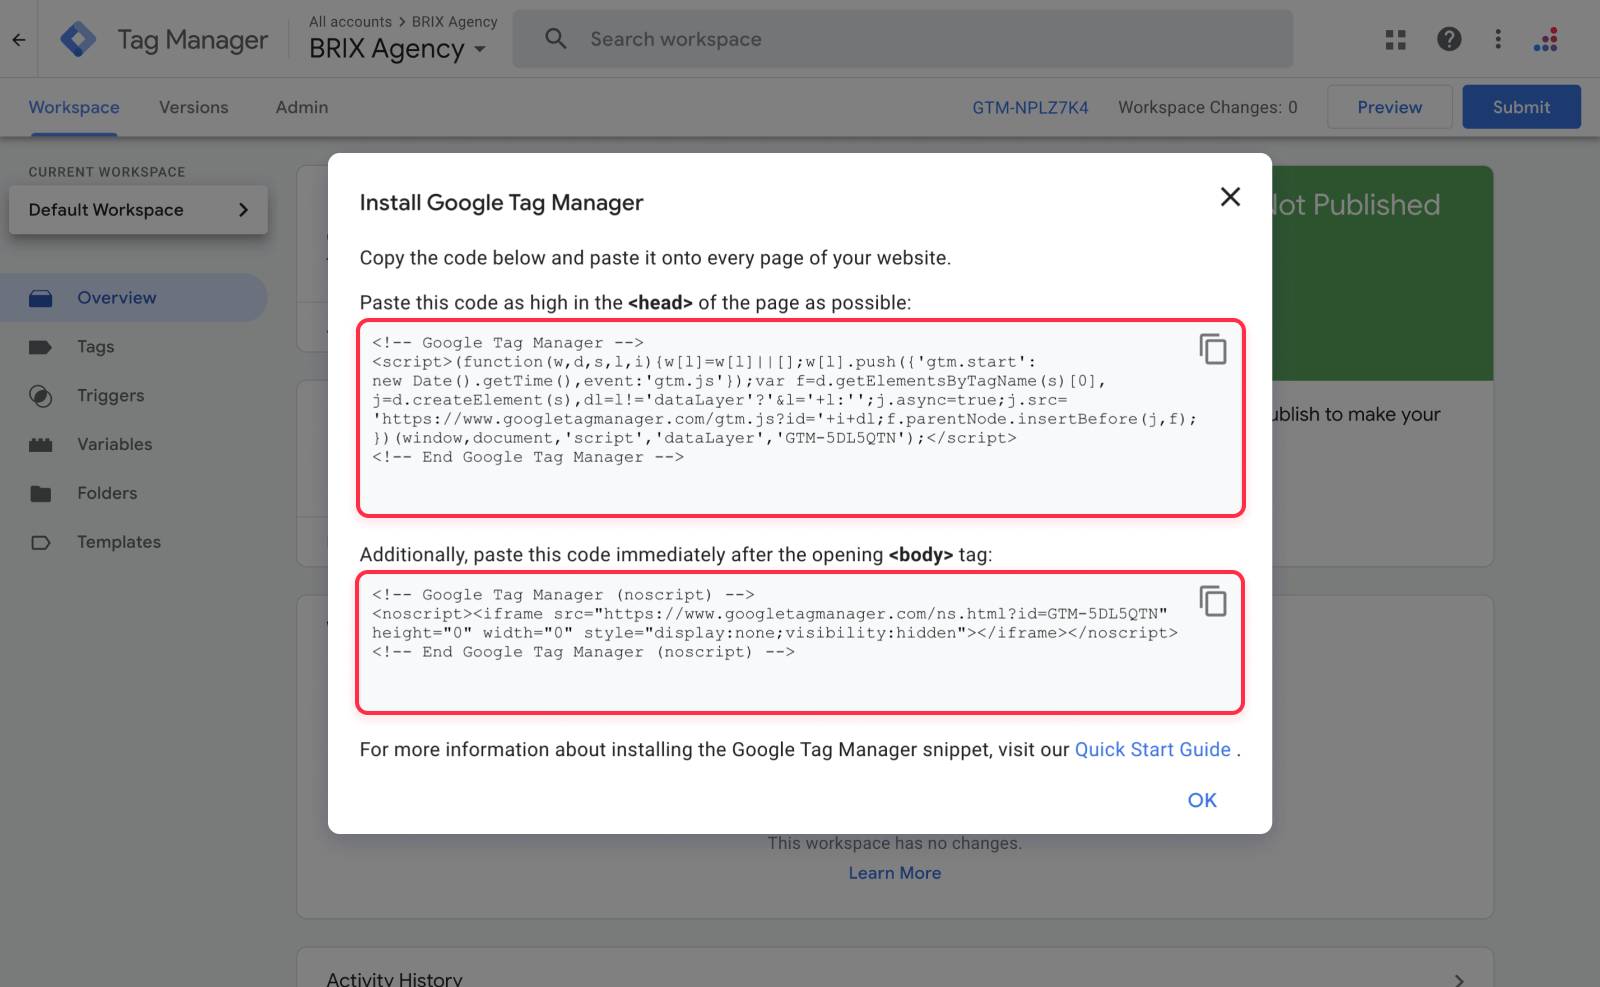 Tag Manager
All accounts > BRIX Agency
BRIX Agency
Search workspace
Workspace
Versions
Admin
GTM-NPLZ7K4
Workspace Changes: 0
Preview
Submit
CURRENT WORKSPACE
Default Workspace
Overview
Tags
Triggers
Variables
Folders
Templates
Not Published
ublish to make your
Install Google Tag Manager
Copy the code below and paste it onto every page of your website.
Paste this code as high in the <head> of the page as possible:
<!-- Google Tag Manager -->
<script>(function(w,d,s,l,i){w[l]=w[l]||[];w[l].push({'gtm.start':
new Date().getTime(),event:'gtm.js'});var f=d.getElementsByTagName(s)[0],
j=d.createElement(s),dl=l!='dataLayer'?'&l='+l:'';j.async=true;j.src=
'https://www.googletagmanager.com/gtm.js?id='+i+dl;f.parentNode.insertBefore(j,f);
})(window,document,'script','dataLayer','GTM-5DL5QTN');</script>
<!-- End Google Tag Manager -->
Additionally, paste this code immediately after the opening <body> tag:
<!-- Google Tag Manager (noscript) -->
<noscript><iframe src="https://www.googletagmanager.com/ns.html?id=GTM-5DL5QTN"
height="0" width="0" style="display:none;visibility:hidden"></iframe></noscript>
<!-- End Google Tag Manager (noscript) -->
For more information about installing the Google Tag Manager snippet, visit our Quick Start Guide .
OK
This workspace has no changes.
Learn More
Activity History